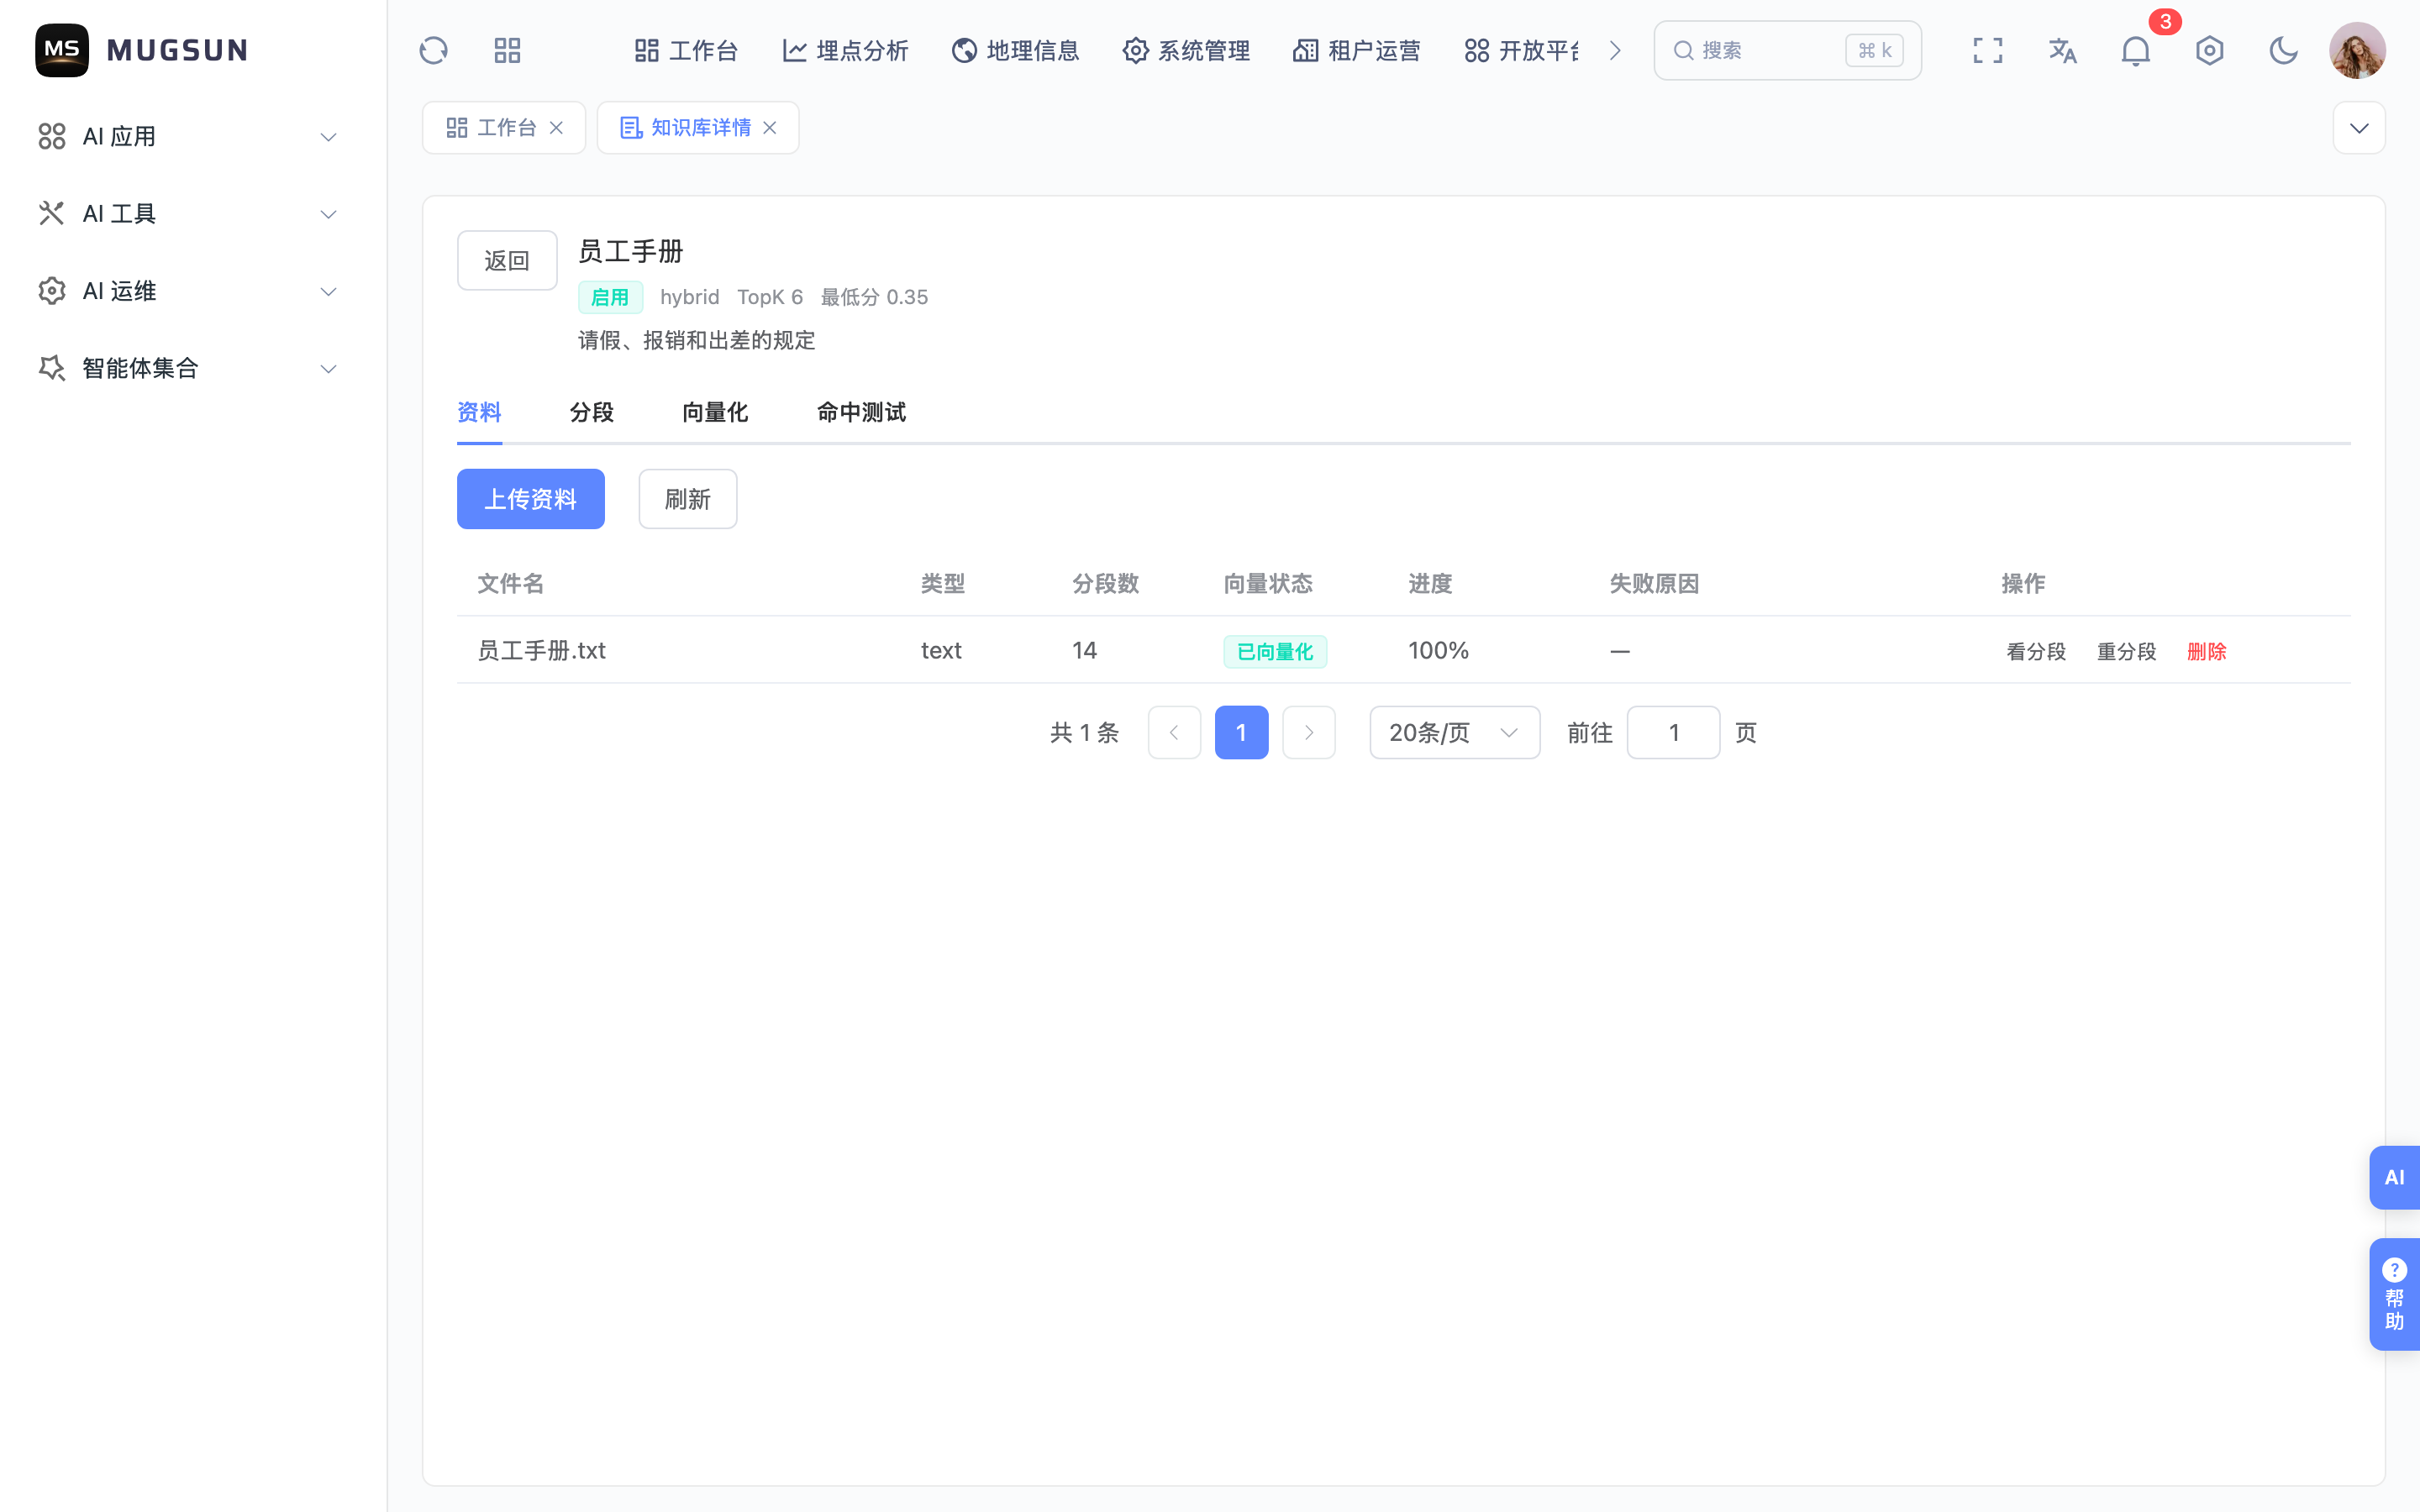 MS MUGSUN
工作台 埋点分析 地理信息 系统管理 租户运营 开放平台 搜索 ⌘ k 3
AI 应用
AI 工具
AI 运维
智能体集合
工作台 知识库详情
返回
员工手册
启用 hybrid TopK 6 最低分 0.35
请假、报销和出差的规定
资料 分段 向量化 命中测试
上传资料 刷新
文件名 类型 分段数 向量状态 进度 失败原因 操作
员工手册.txt text 14 已向量化 100% — 看分段 重分段 删除
共 1 条 1 20条/页 前往 1 页
AI
?
帮
助